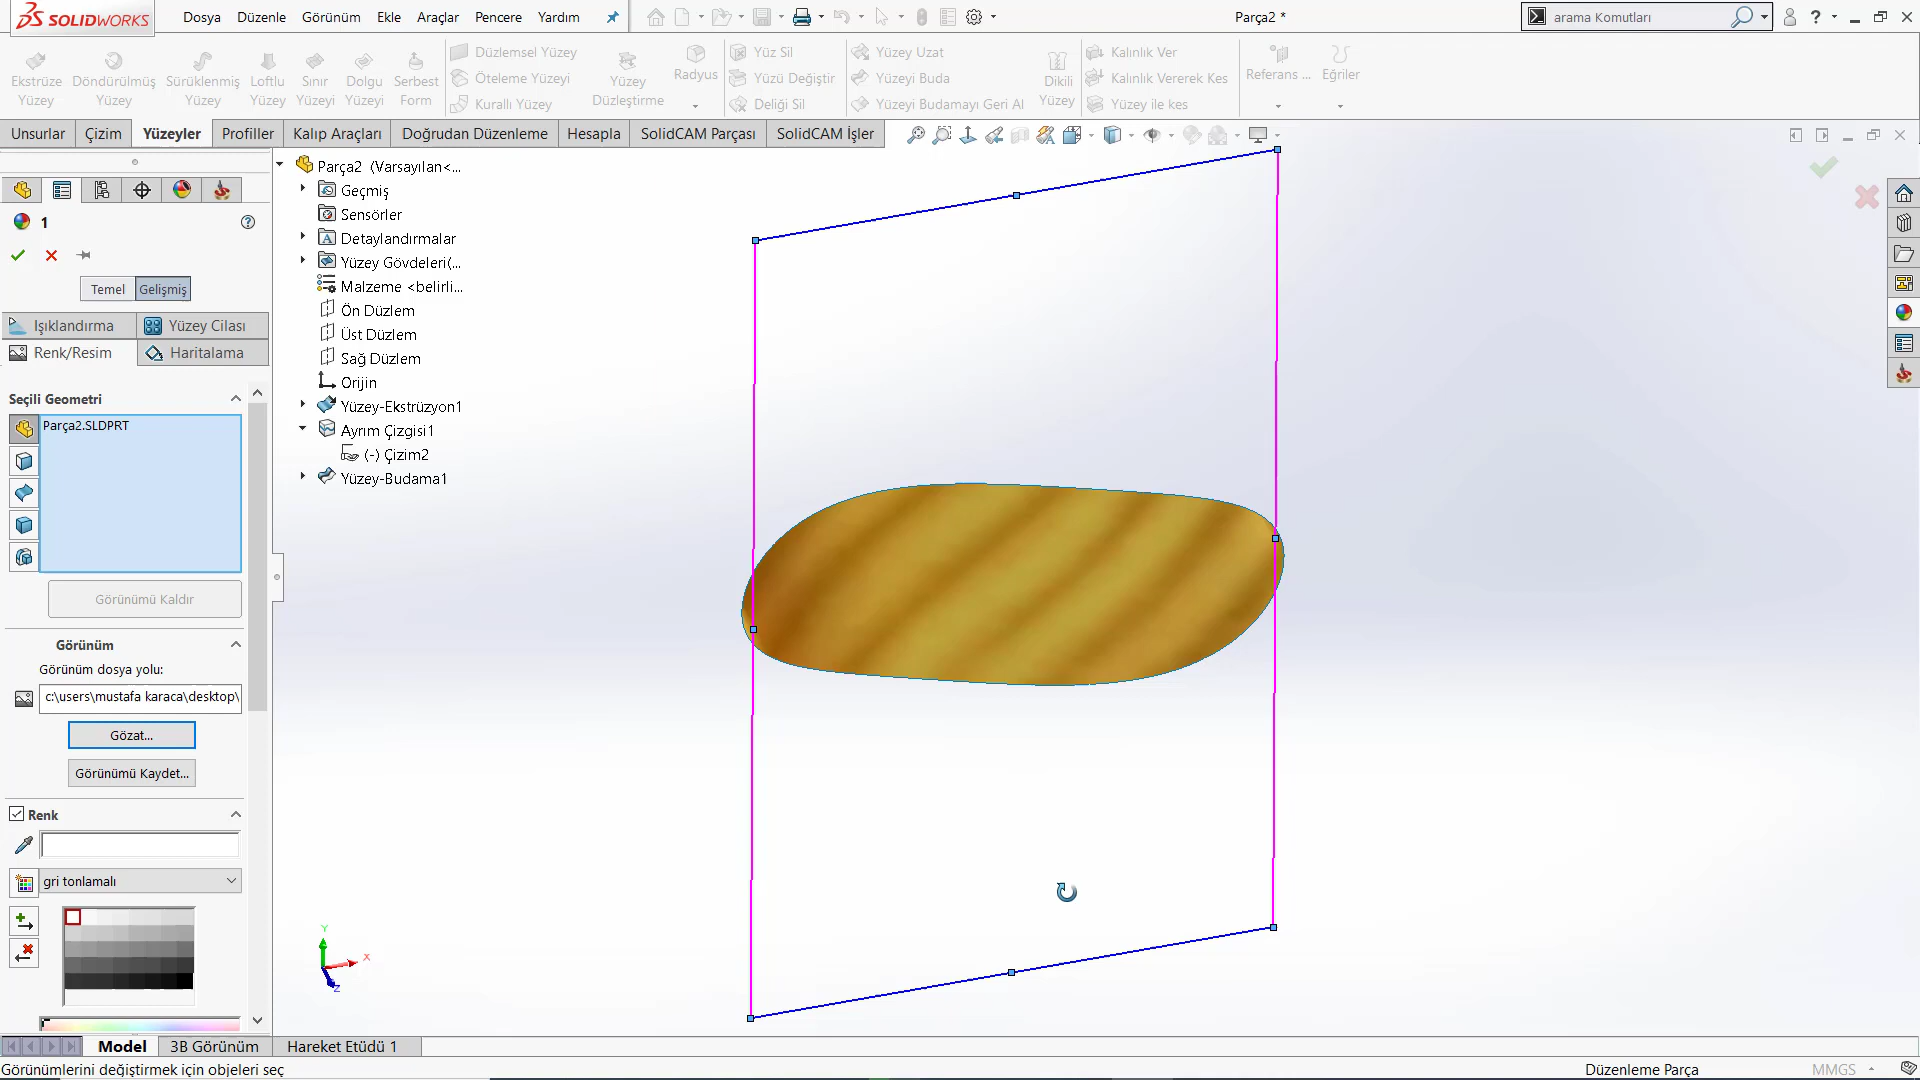 SOLIDWORKS Dosya Düzenle Görünüm Ekle Araçlar Pencere Yardım Parça2 * arama Komutları ?
Ekstrüze Yüzey
Döndürülmüş Yüzey
Sürüklenmiş Yüzey
Loftlu Yüzey
Sınır Yüzeyi
Dolgu Yüzeyi
Serbest Form
Düzlemsel Yüzey
Öteleme Yüzeyi
Kurallı Yüzey
Yüzey Düzleştirme
Radyus
Yüz Sil
Yüzü Değiştir
Deliği Sil
Yüzey Uzat
Yüzeyi Buda
Yüzeyi Budamayı Geri Al
Dikili Yüzey
Kalınlık Ver
Kalınlık Vererek Kes
Yüzey ile kes
Referans ...
Eğriler
Unsurlar Çizim Yüzeyler Profiller Kalıp Araçları Doğrudan Düzenleme Hesapla SolidCAM Parçası SolidCAM İşler
1
Temel Gelişmiş
Işıklandırma Yüzey Cilası
Renk/Resim Haritalama
Seçili Geometri
Parça2.SLDPRT
Görünümü Kaldır
Görünüm
Görünüm dosya yolu:
c:\users\mustafa karaca\desktop\
Gözat...
Görünümü Kaydet...
Renk
gri tonlamalı
Parça2 (Varsayılan<...
Geçmiş
Sensörler
Detaylandırmalar
Yüzey Gövdeleri(...
Malzeme <belirli...
Ön Düzlem
Üst Düzlem
Sağ Düzlem
Orijin
Yüzey-Ekstrüzyon1
Ayrım Çizgisi1
(-) Çizim2
Yüzey-Budama1
Y
X
Z
Model 3B Görünüm Hareket Etüdü 1
Görünümlerini değiştirmek için objeleri seç Düzenleme Parça MMGS